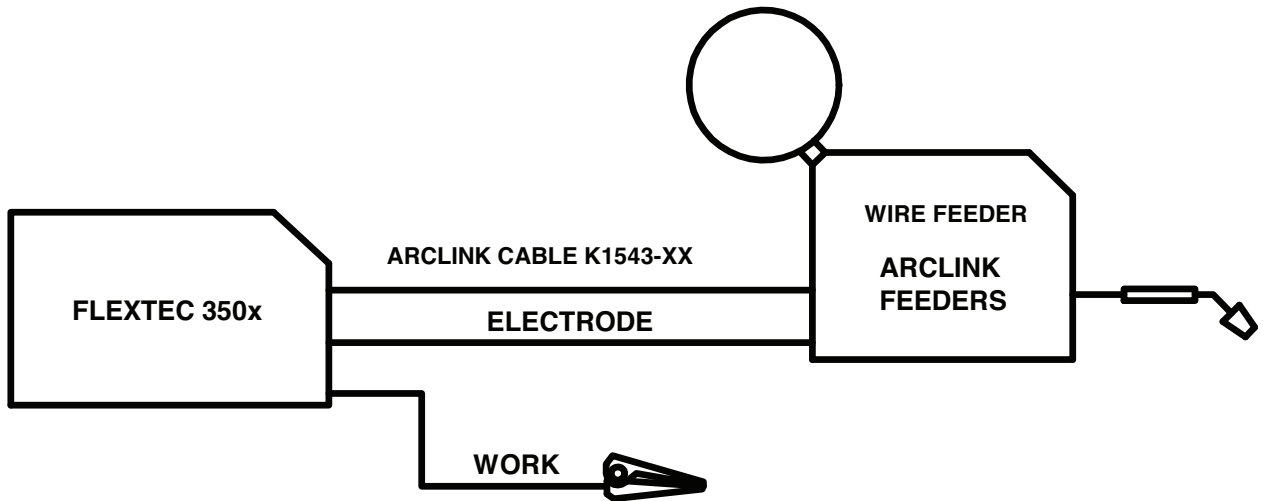 WIRE FEEDER
ARCLINK
FEEDERS
ARCLINK CABLE K1543-XX
FLEXTEC 350x
ELECTRODE
WORK